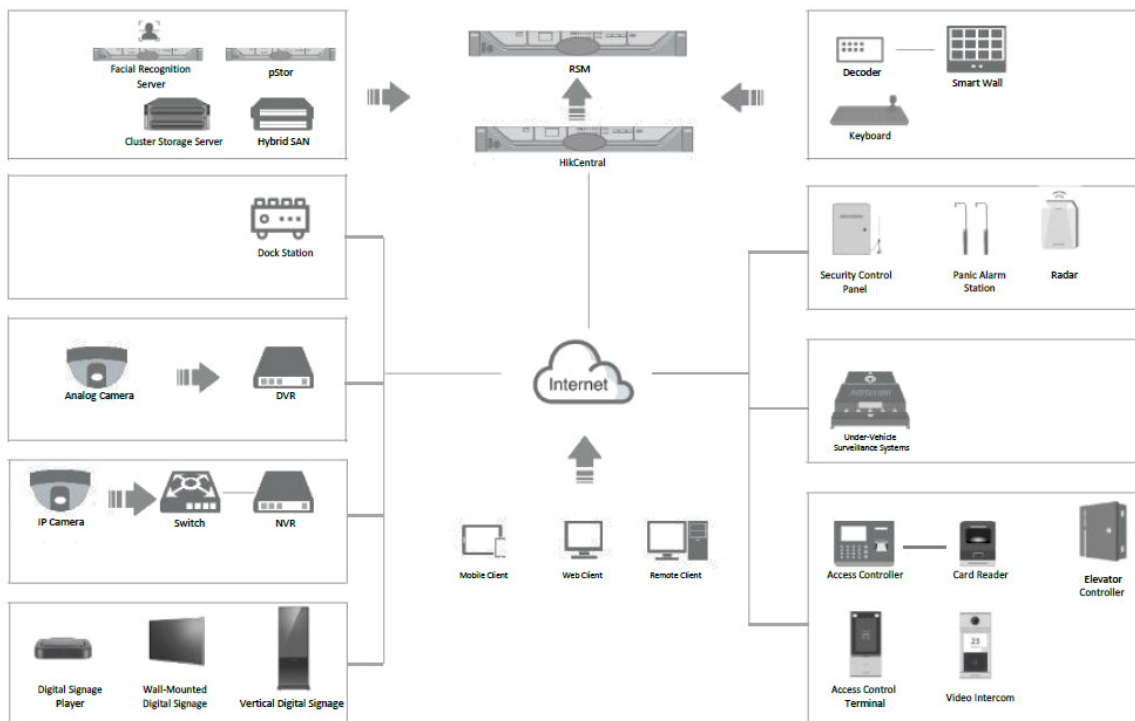 Facial Recognition
Server
pStor
Cluster Storage Server
Hybrid SAN
RSM
HikCentral
Decoder
Smart Wall
Keyboard
Dock Station
Security Control
Panel
Panic Alarm
Station
Radar
Analog Camera
DVR
Internet
Under-Vehicle
Surveillance Systems
IP Camera
Switch
NVR
Mobile Client
Web Client
Remote Client
Access Controller
Card Reader
Elevator
Controller
Digital Signage
Player
Wall-Mounted
Digital Signage
Vertical Digital Signage
23
Access Control
Terminal
Video Intercom